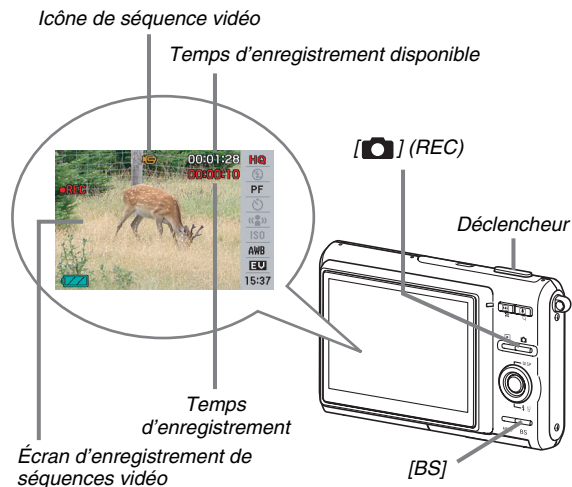 Icône de séquence vidéo
Temps d'enregistrement disponible
[ ] (REC)
Déclencheur
00:01:28 HQ
00:00:10
REC
PF
ISO
AWB
EV
15:37
DISP
BS
Temps
d'enregistrement
Écran d'enregistrement de
séquences vidéo
[BS]